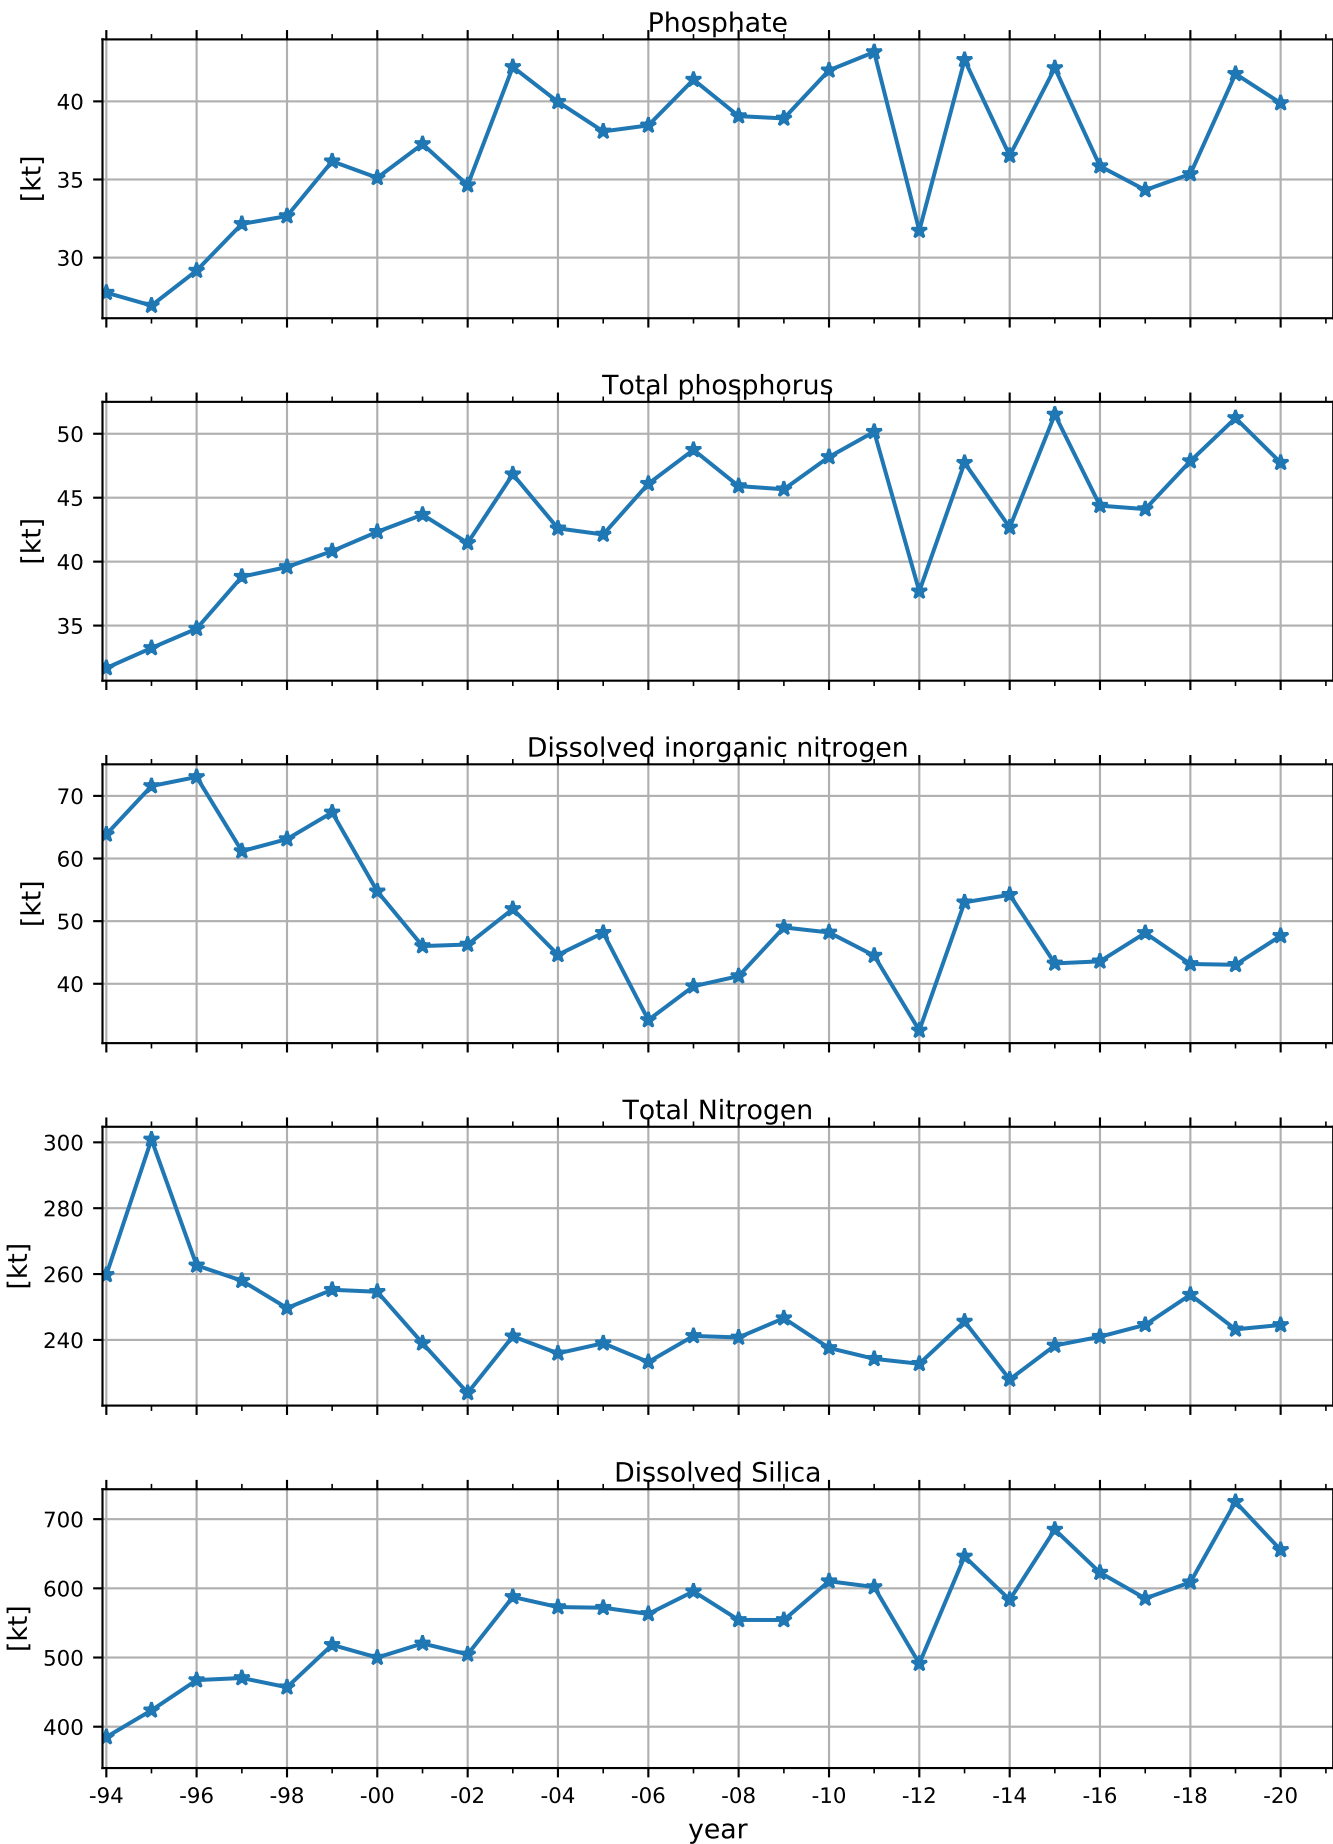 Phosphate
40
35
30
[kt]
Total phosphorus
50
45
40
35
[kt]
Dissolved inorganic nitrogen
70
60
50
40
[kt]
Total Nitrogen
300
280
260
240
[kt]
Dissolved Silica
700
600
500
400
[kt]
-94 -96 -98 -00 -02 -04 -06 -08 -10 -12 -14 -16 -18 -20
year